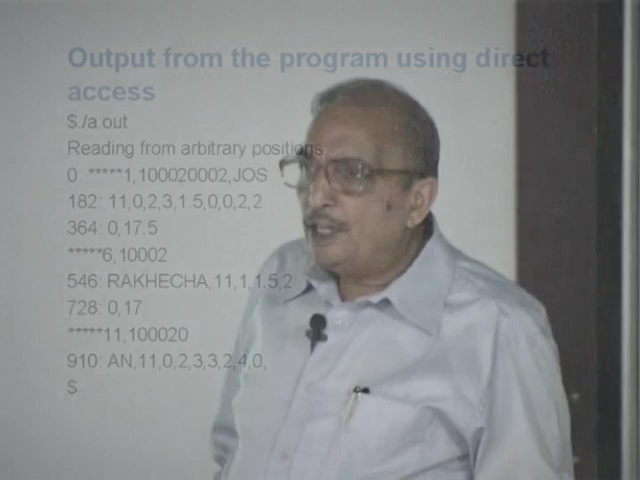 Output from the program using direct
access
$./a.out
Reading from arbitrary positions
0: *****1,100020002,JOS
182: 11,0,2,3,1.5,0,0,2,2
364: 0,17.5
*****6,10002
546: RAKHECHA,11,1,1.5,2
728: 0,17
*****11,100020
910: AN,11,0,2,3,3,2,4,0,
$